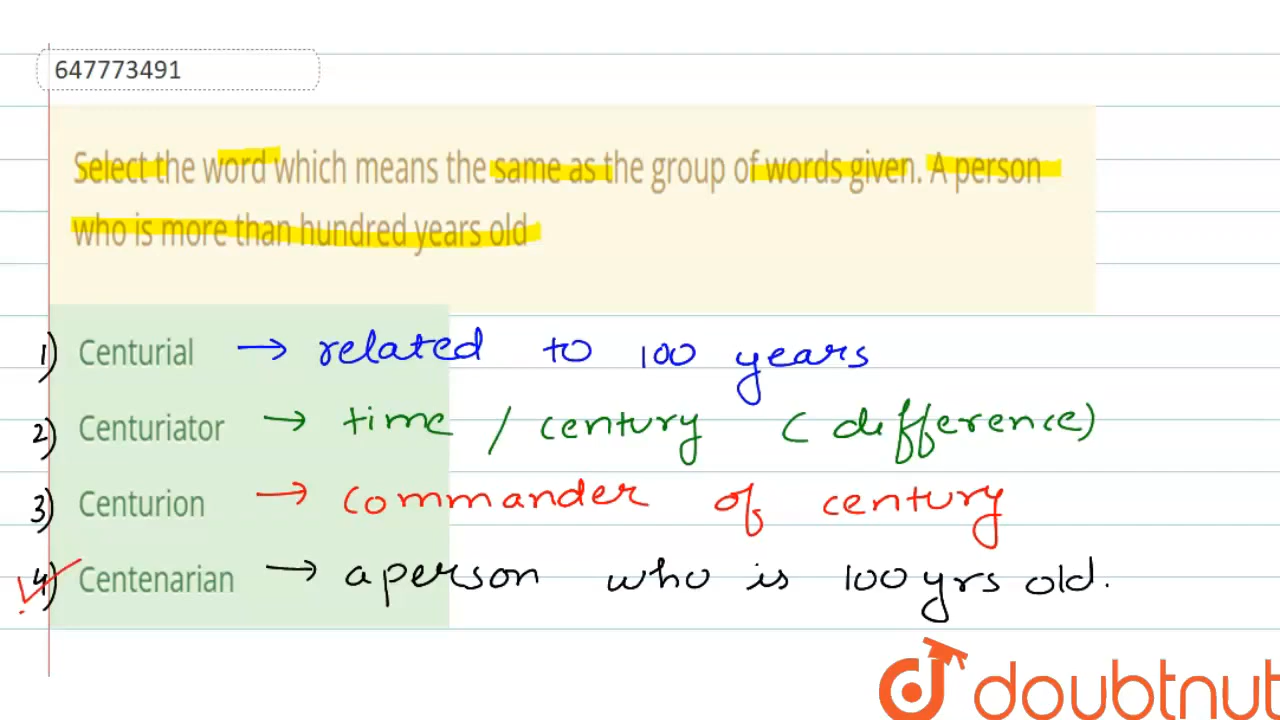 647773491
Select the word which means the same as the group of words given. A person
who is more than hundred years old
1) Centurial → related to 100 years
2) Centuriator → time / century ( difference)
3) Centurion → commander of century
4) Centenarian → a person who is 100 yrs old.
doubtnut